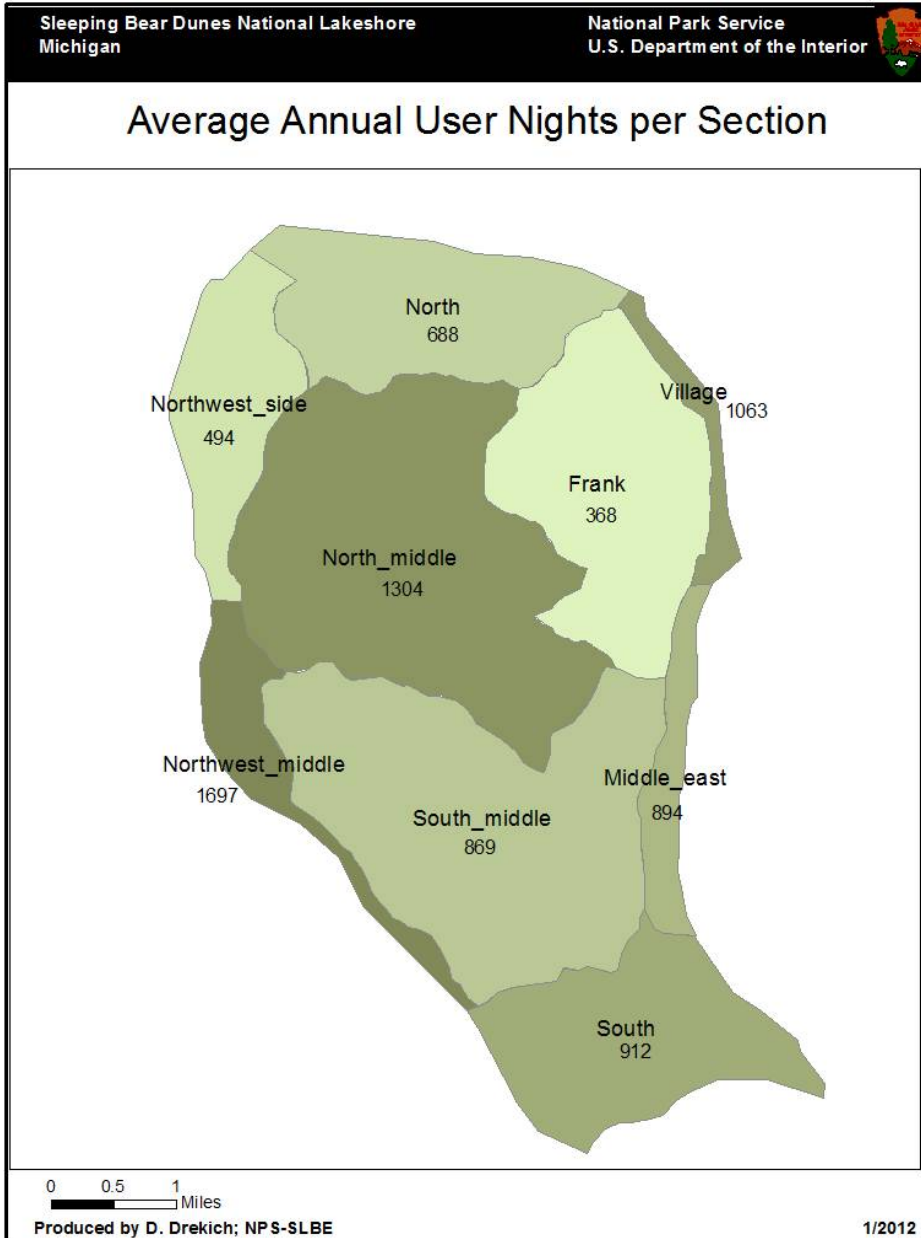 Sleeping Bear Dunes National Lakeshore
Michigan
National Park Service
U.S. Department of the Interior
Average Annual User Nights per Section
North
688
Northwest_side
494
Village
1063
Frank
368
North_middle
1304
Northwest_middle
1697
Middle_east
894
South_middle
869
South
912
0 0.5 1
Miles
Produced by D. Drekich; NPS-SLBE
1/2012